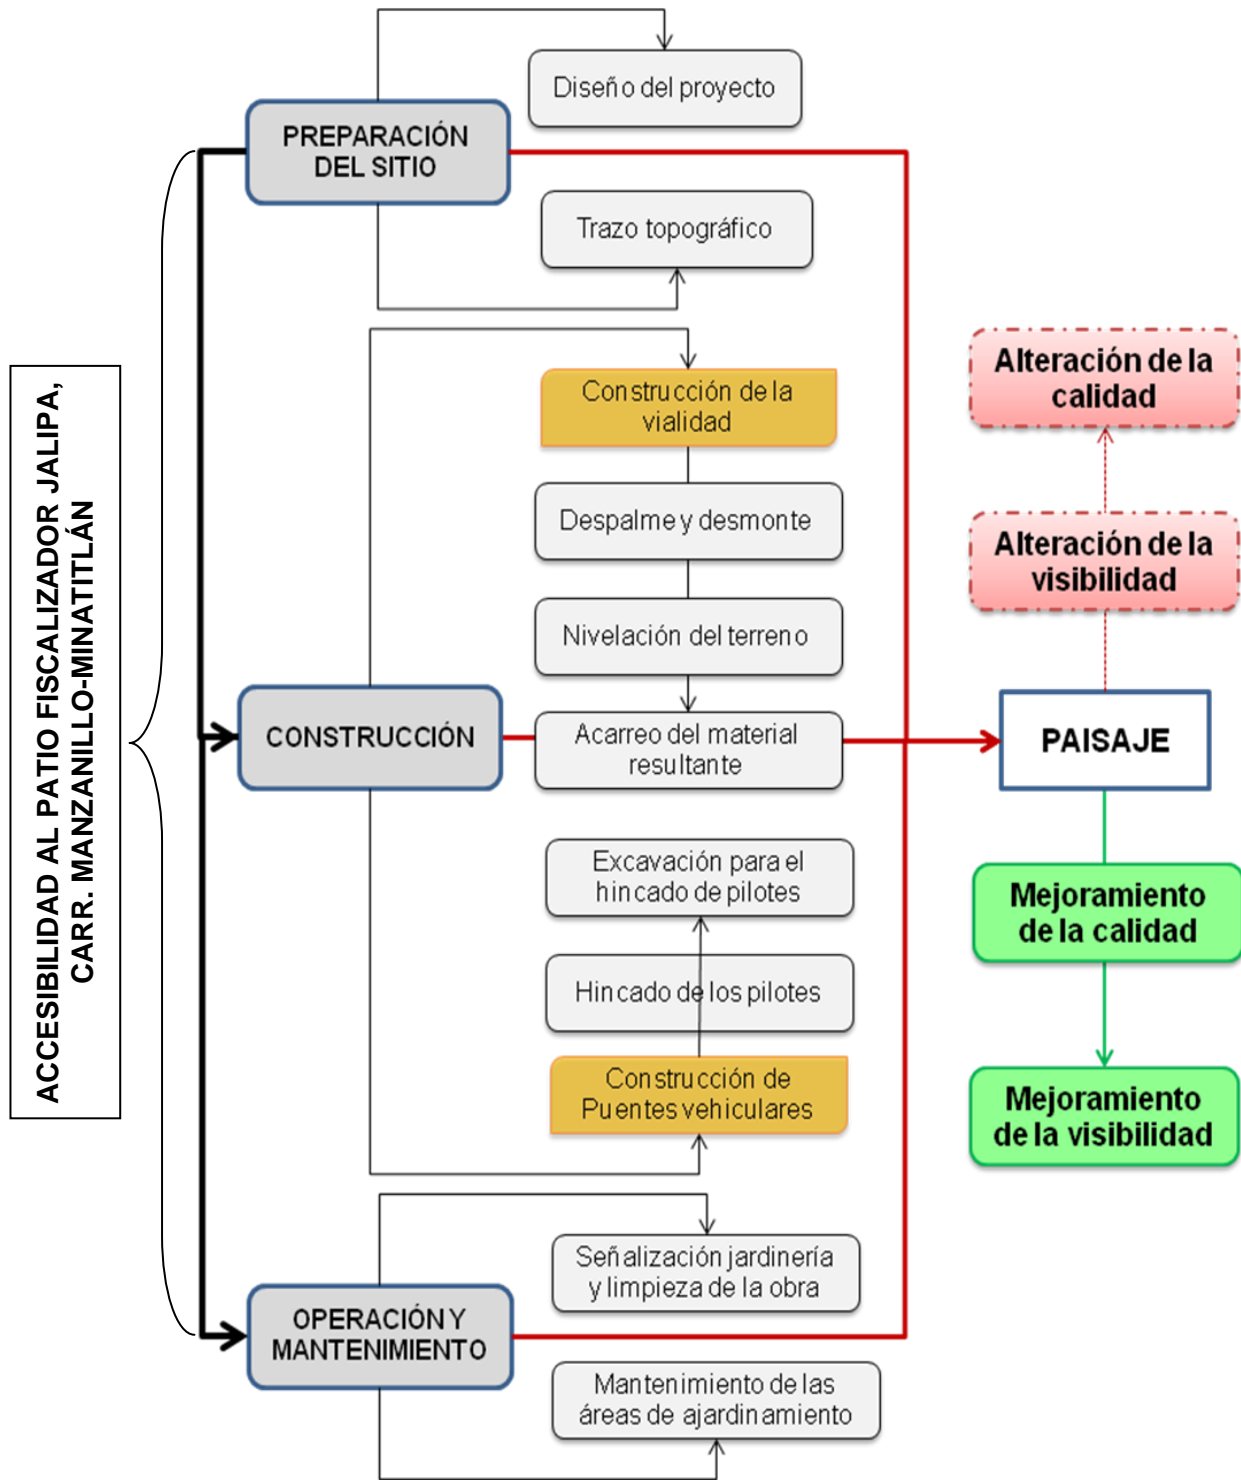 ACCESIBILIDAD AL PATIO FISCALIZADOR JALIPA,
CARR. MANZANILLO-MINATITLÁN
PREPARACIÓN
DEL SITIO
Diseño del proyecto
Trazo topográfico
CONSTRUCCIÓN
Construcción de la
vialidad
Despalme y desmonte
Nivelación del terreno
Acarreo del material
resultante
Excavación para el
hincado de pilotes
Hincado de los pilotes
Construcción de
Puentes vehiculares
OPERACIÓN Y
MANTENIMIENTO
Señalización jardinería
y limpieza de la obra
Mantenimiento de las
áreas de ajardinamiento
Alteración de la
calidad
Alteración de la
visibilidad
PAISAJE
Mejoramiento
de la calidad
Mejoramiento
de la visibilidad